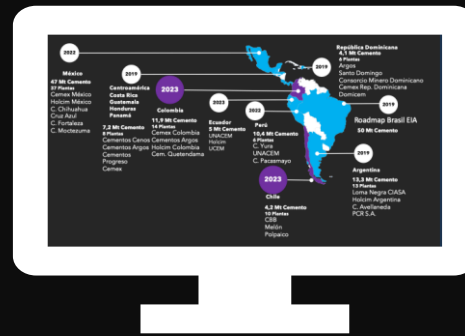 2022
México
47 Mt Cemento
37 Plantas
Cemex México
Holcim México
C. Chihuahua
Cruz Azul
C. Fortaleza
C. Moctezuma
2019
Centroamérica
Costa Rica
Guatemala
Honduras
Panamá
7,2 Mt Cemento
8 Plantas
Cementos Canos
Cementos Argos
Cementos
Progreso
Cemex
2023
Colombia
11,9 Mt Cemento
14 Plantas
Cemex Colombia
Cementos Argos
Holcim Colombia
Cem. Quetendama
2023
Ecuador
5 Mt Cemento
UNACEM
Holcim
UCEM
2022
Perú
10,4 Mt Cemento
C. Yura
UNACEM
C. Pacasmayo
2023
Chile
4,2 Mt Cemento
10 Plantas
CBB
Melón
Polpaico
2019
República Dominicana
4,1 Mt Cemento
6 Plantas
Argos
Santo Domingo
Consorcio Minero Dominicano
Cemex Rep. Dominicana
Domicem
2019
Roadmap Brasil EIA
50 Mt Cemento
2019
Argentina
13,3 Mt Cemento
13 Plantas
Loma Negra CIASA
Holcim Argentina
C. Avellaneda
PCR S.A.